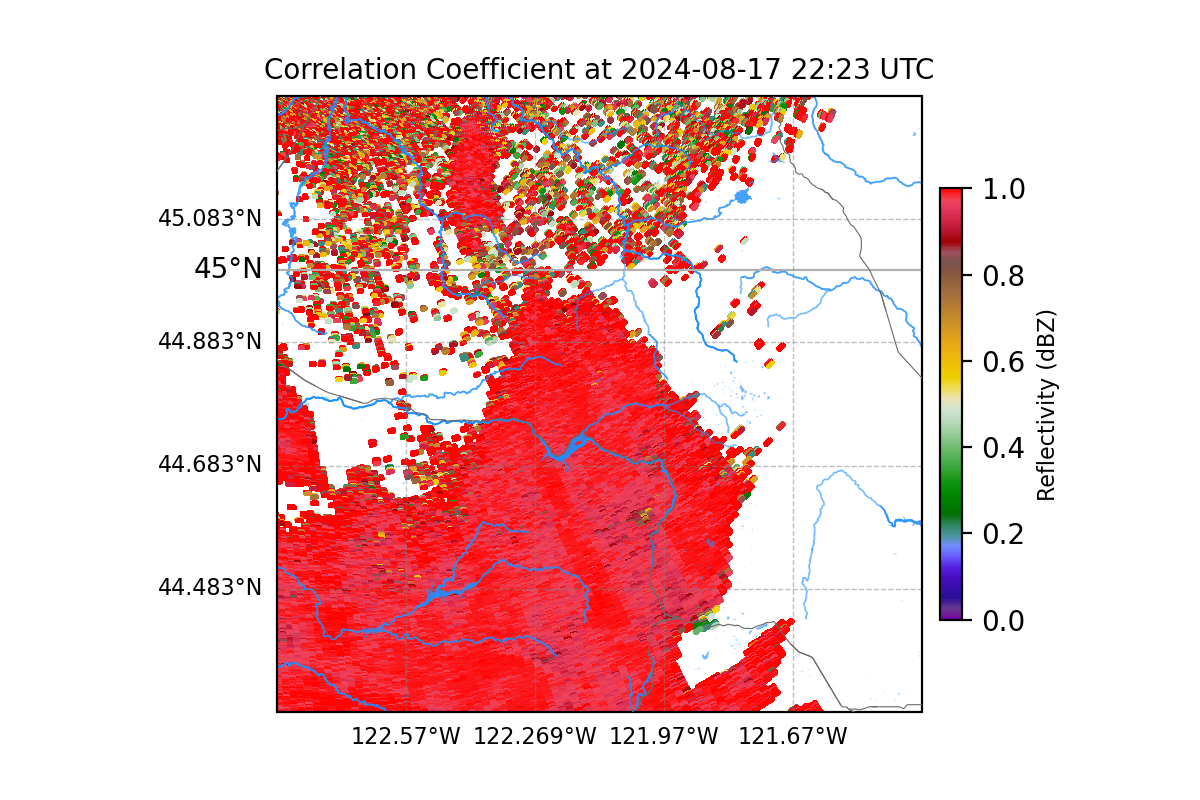 Correlation Coefficient at 2024-08-17 22:23 UTC
45.083°N
45°N
44.883°N
44.683°N
44.483°N
122.57°W
122.269°W
121.97°W
121.67°W
1.0
0.8
0.6
0.4
0.2
0.0
Reflectivity (dBZ)